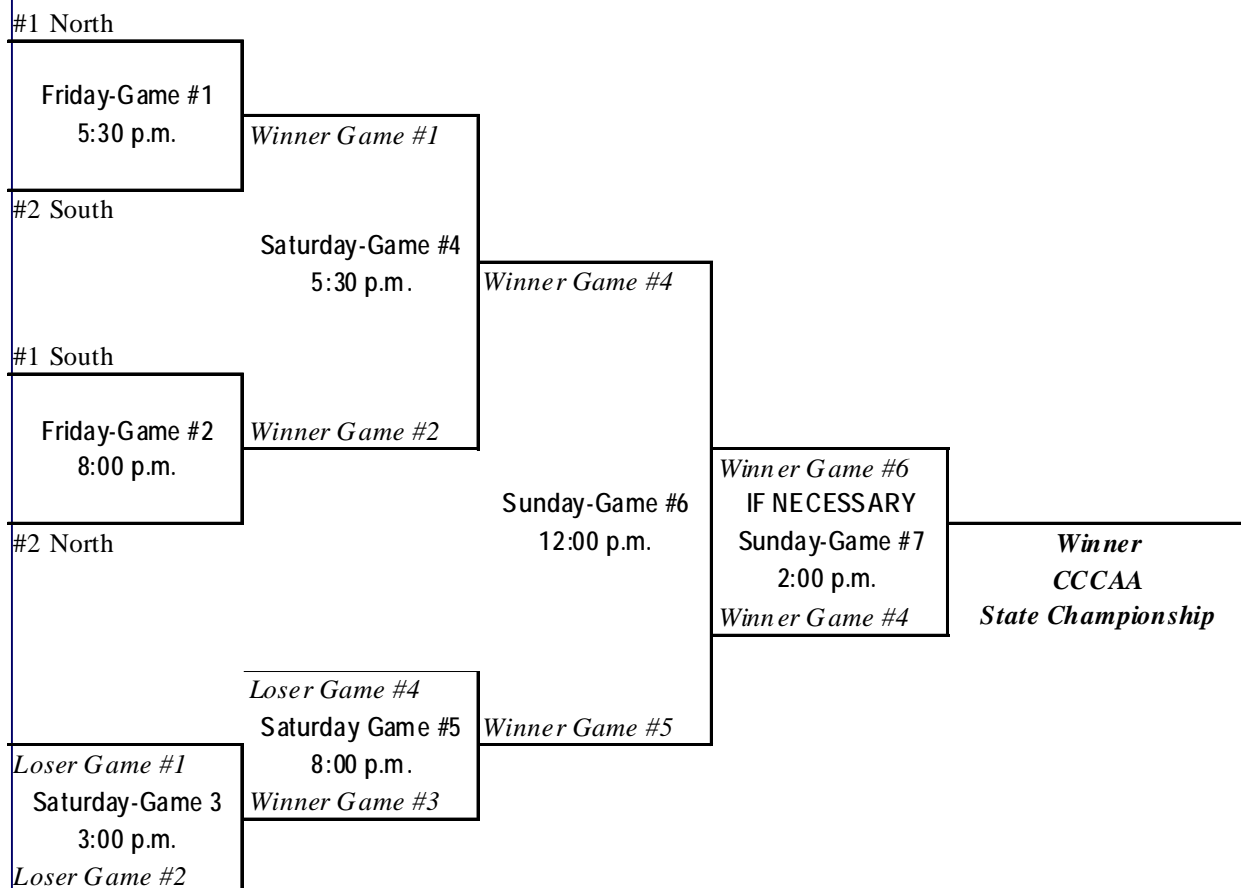 #1 North
Friday-Game #1
5:30 p.m.
Winner Game #1
#2 South
Saturday-Game #4
5:30 p.m.
Winner Game #4
#1 South
Friday-Game #2
8:00 p.m.
Winner Game #2
#2 North
Sunday-Game #6
12:00 p.m.
Winner Game #6
IF NECESSARY
Sunday-Game #7
2:00 p.m.
Winner Game #4
Winner
CCCAA
State Championship
Loser Game #4
Saturday Game #5
8:00 p.m.
Winner Game #5
Loser Game #1
Saturday-Game 3
3:00 p.m.
Winner Game #3
Loser Game #2